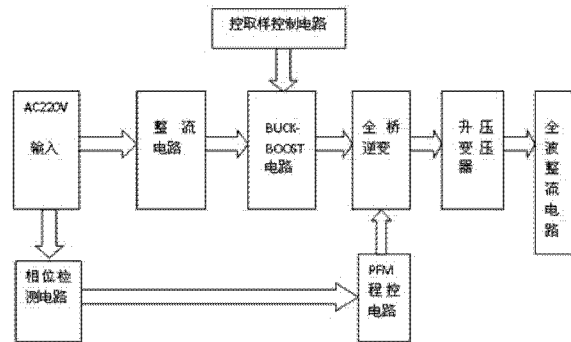 控取样控制电路
AC220V
输入
整流
电路
BUCK-
BOOST
电路
全桥
逆变
升压
变压
器
全
波
整
流
电
路
相位检
测电路
PFM
程控
电路